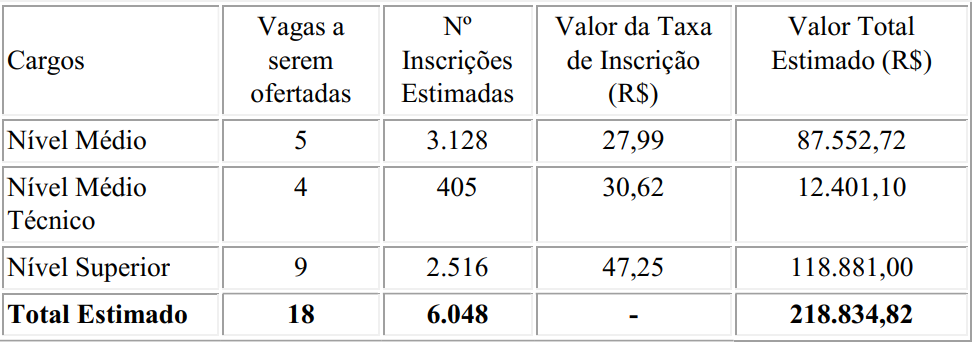 Cargos Vagas a serem ofertadas Nº Inscrições Estimadas Valor da Taxa de Inscrição (R$) Valor Total Estimado (R$)
Nível Médio 5 3.128 27,99 87.552,72
Nível Médio Técnico 4 405 30,62 12.401,10
Nível Superior 9 2.516 47,25 118.881,00
Total Estimado 18 6.048 - 218.834,82